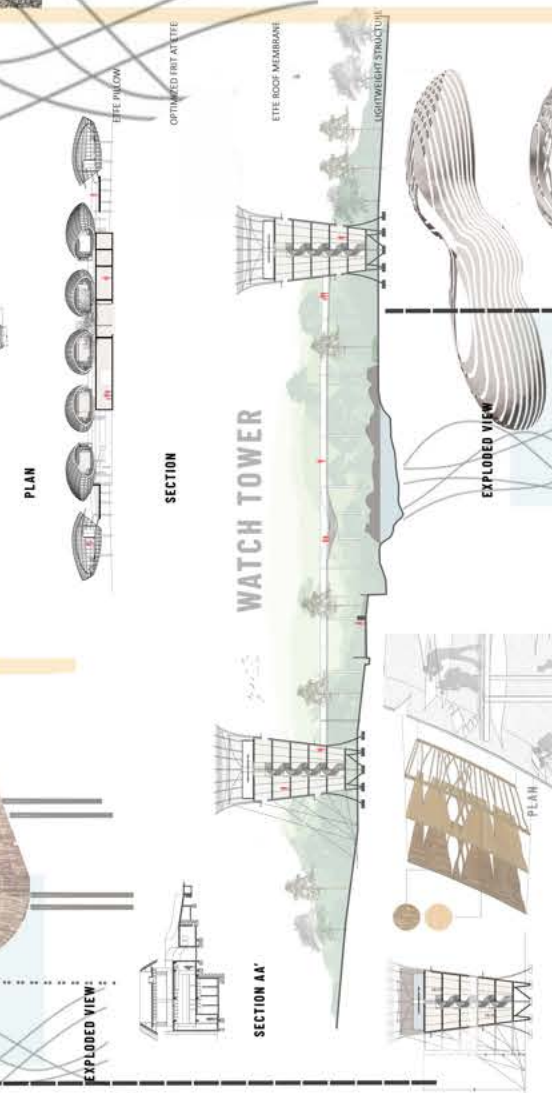 ETFE PILLOW
OPTIMIZED FRIT AT ETFE
ETFE ROOF MEMBRANE
LIGHTWEIGHT STRUCTURE
PLAN
SECTION
WATCH TOWER
EXPLODED VIEW
EXPLODED VIEW
SECTION AA'
PLAN